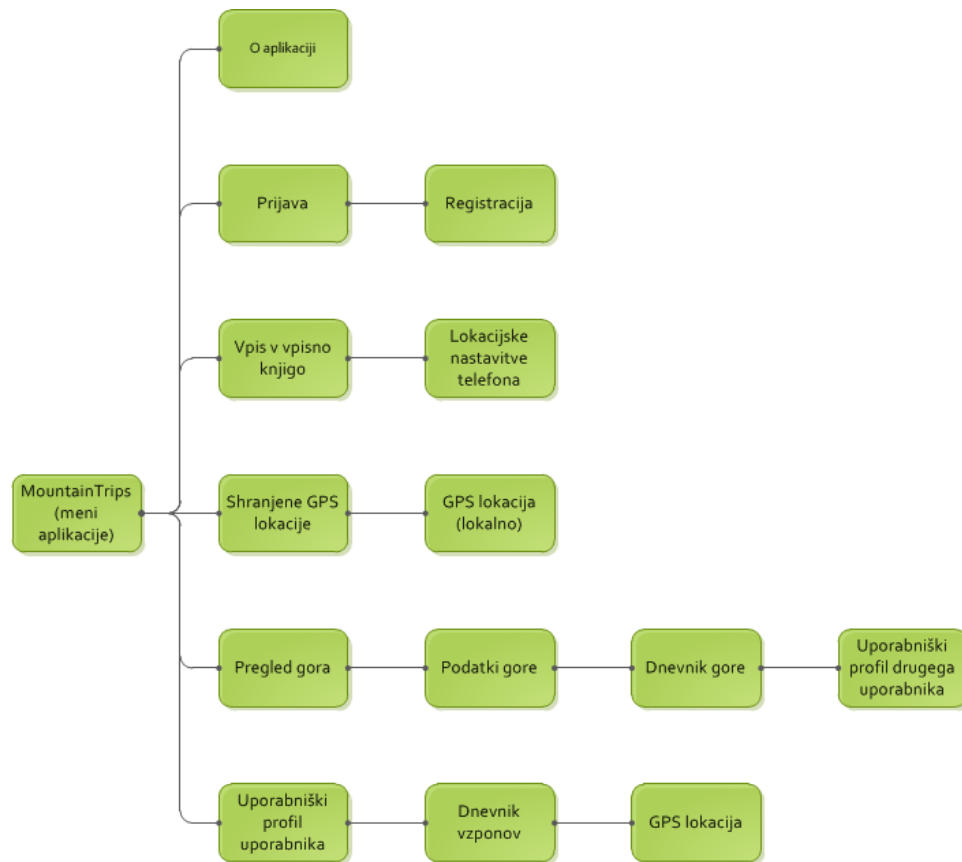 O aplikaciji
Prijava
Registracija
Vpis v vpisno
knjigo
Lokacijske
nastavitve
telefona
MountainTrips
(meni
aplikacije)
Shranjene GPS
lokacije
GPS lokacija
(lokalno)
Pregled gora
Podatki gore
Dnevnik gore
Uporabniški
profil drugega
uporabnika
Uporabniški
profil
uporabnika
Dnevnik
vzponov
GPS lokacija